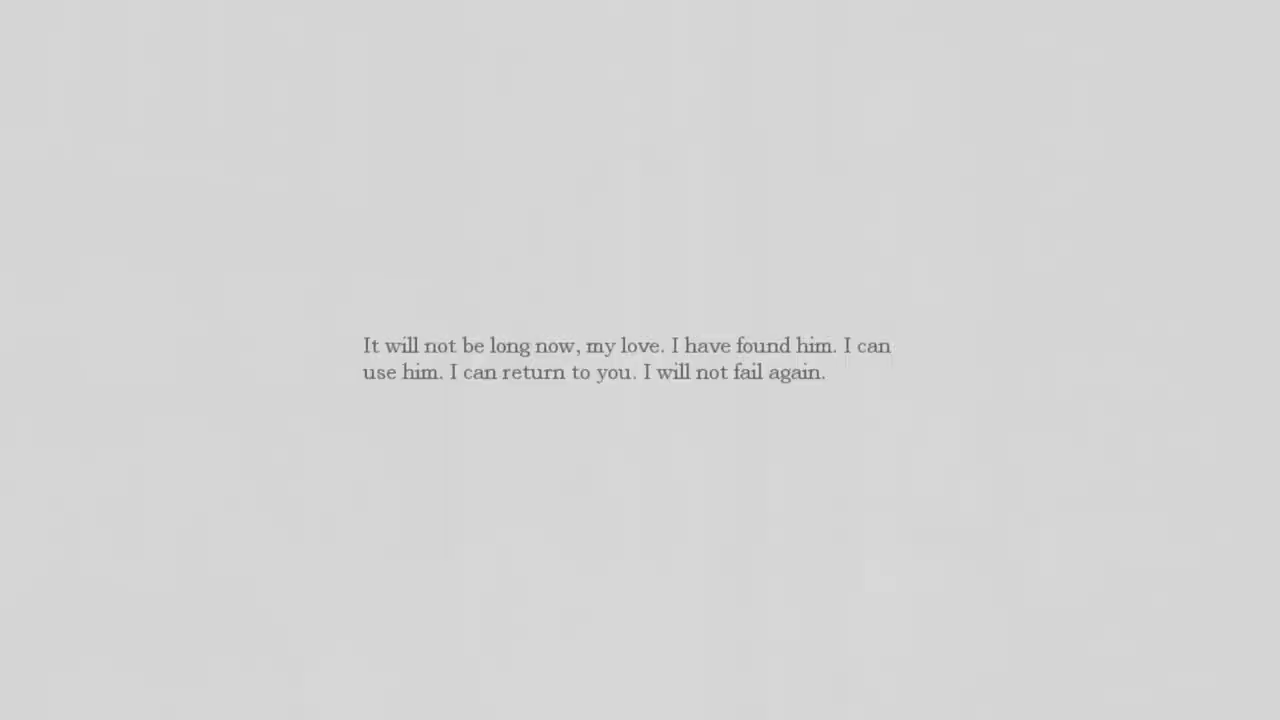 It will not be long now, my love. I have found him. I can
use him. I can return to you. I will not fail again.